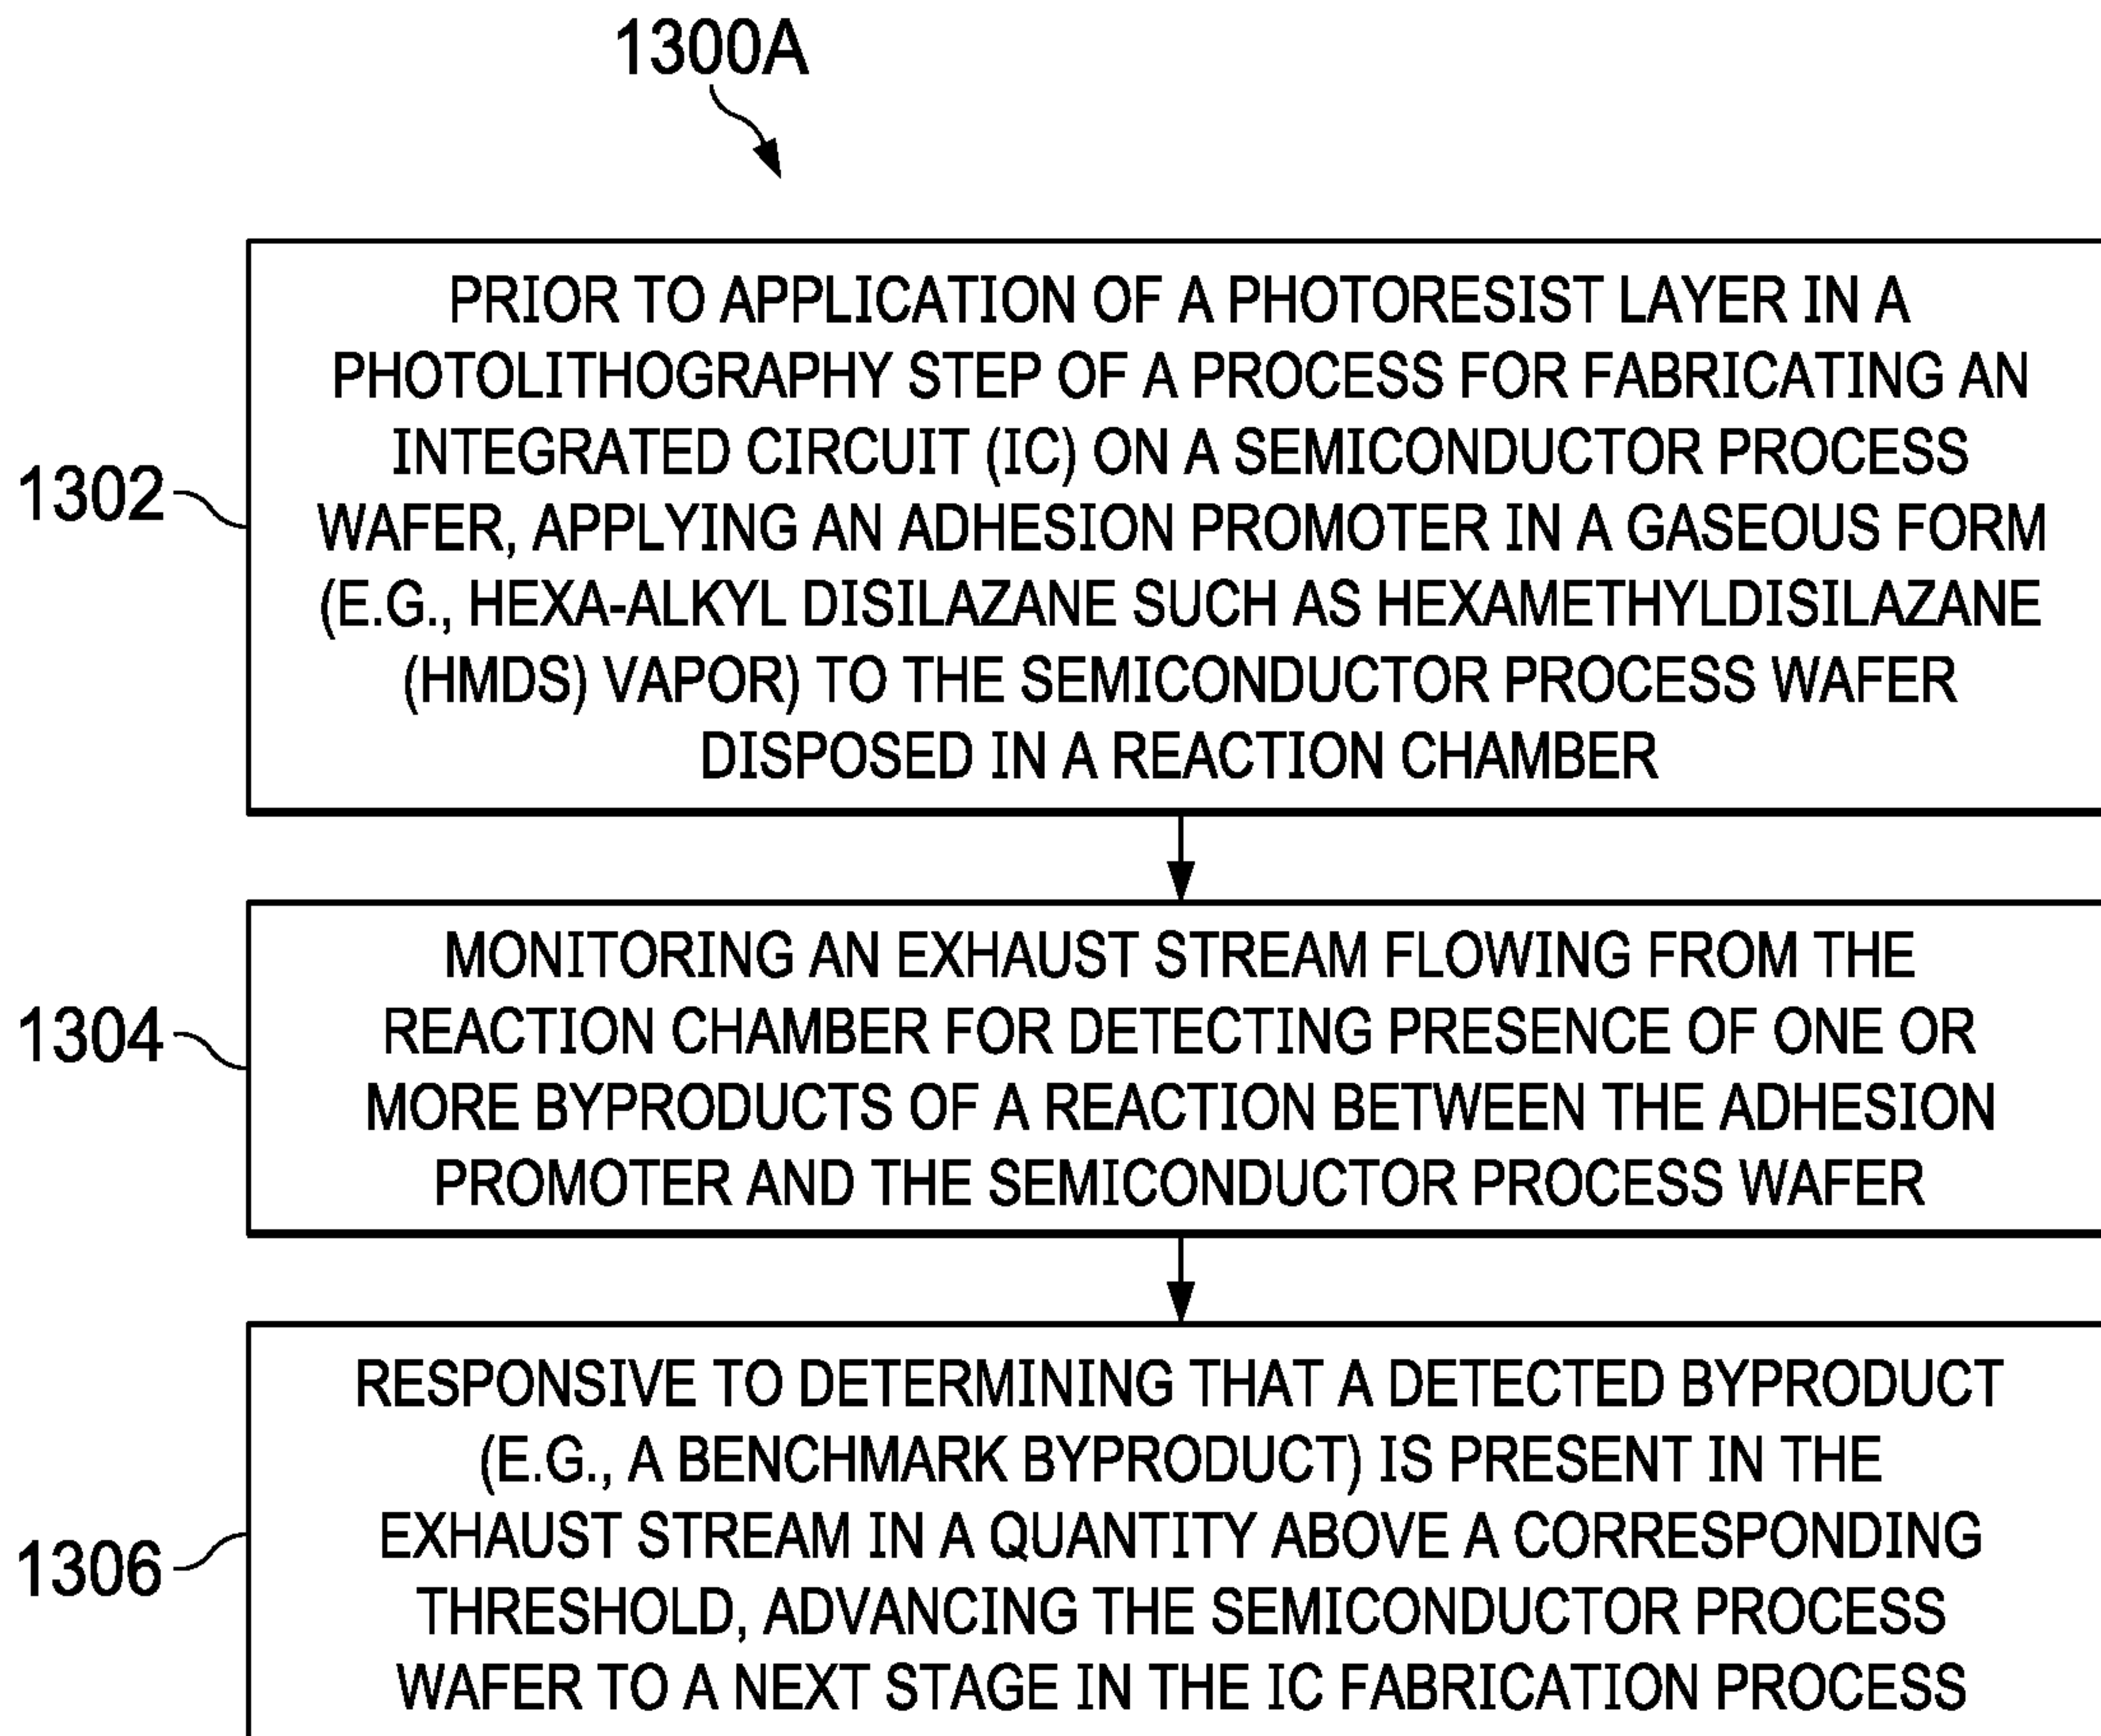 1300A
PRIOR TO APPLICATION OF A PHOTORESIST LAYER IN A
PHOTOLITHOGRAPHY STEP OF A PROCESS FOR FABRICATING AN
INTEGRATED CIRCUIT (IC) ON A SEMICONDUCTOR PROCESS
WAFER, APPLYING AN ADHESION PROMOTER IN A GASEOUS FORM
(E.G., HEXA-ALKYL DISILAZANE SUCH AS HEXAMETHYLDISILAZANE
(HMDS) VAPOR) TO THE SEMICONDUCTOR PROCESS WAFER
DISPOSED IN A REACTION CHAMBER
1302
MONITORING AN EXHAUST STREAM FLOWING FROM THE
REACTION CHAMBER FOR DETECTING PRESENCE OF ONE OR
MORE BYPRODUCTS OF A REACTION BETWEEN THE ADHESION
PROMOTER AND THE SEMICONDUCTOR PROCESS WAFER
1304
RESPONSIVE TO DETERMINING THAT A DETECTED BYPRODUCT
(E.G., A BENCHMARK BYPRODUCT) IS PRESENT IN THE
EXHAUST STREAM IN A QUANTITY ABOVE A CORRESPONDING
THRESHOLD, ADVANCING THE SEMICONDUCTOR PROCESS
WAFER TO A NEXT STAGE IN THE IC FABRICATION PROCESS
1306